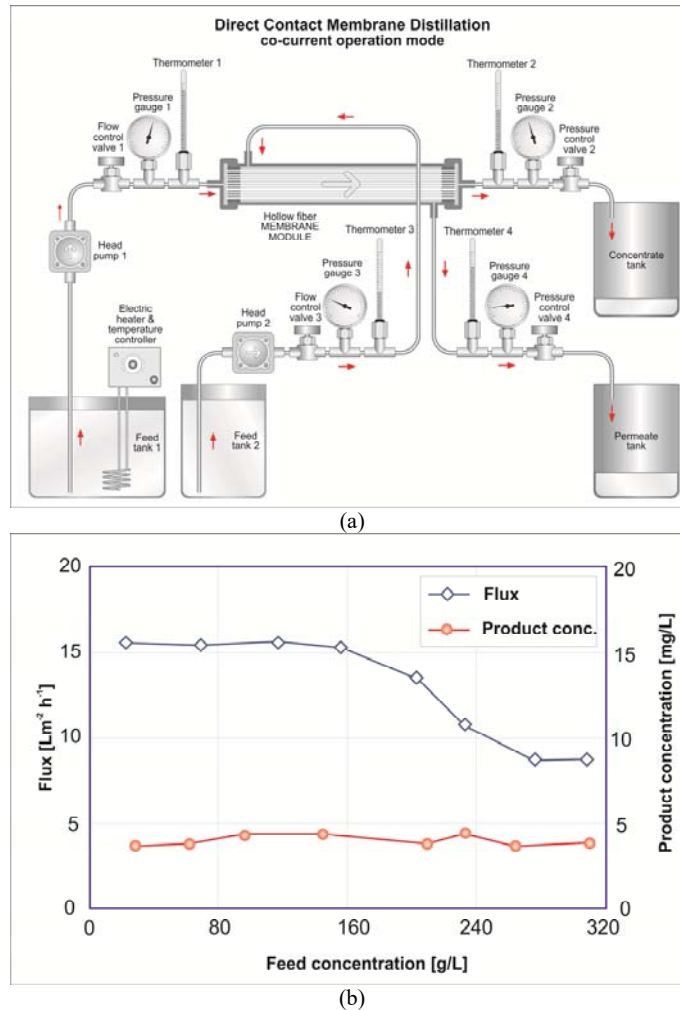 Direct Contact Membrane Distillation
co-current operation mode
Thermometer 1
Thermometer 2
Pressure
gauge 1
Pressure
gauge 2
Flow
control
valve 1
Pressure
control
valve 2
Hollow fiber
MEMBRANE
MODULE
Thermometer 3
Thermometer 4
Head
pump 1
Concentrate
tank
Pressure
gauge 3
Pressure
gauge 4
Electric
heater &
temperature
controller
Head
pump 2
Flow
control
valve 3
Pressure
control
valve 4
Feed
tank 1
Feed
tank 2
Permeate
tank
(a)
20
20
Flux
Product conc.
15
15
10
10
5
5
0
0
0
80
160
240
320
Flux [Lm⁻² h⁻¹]
Product concentration [mg/L]
Feed concentration [g/L]
(b)